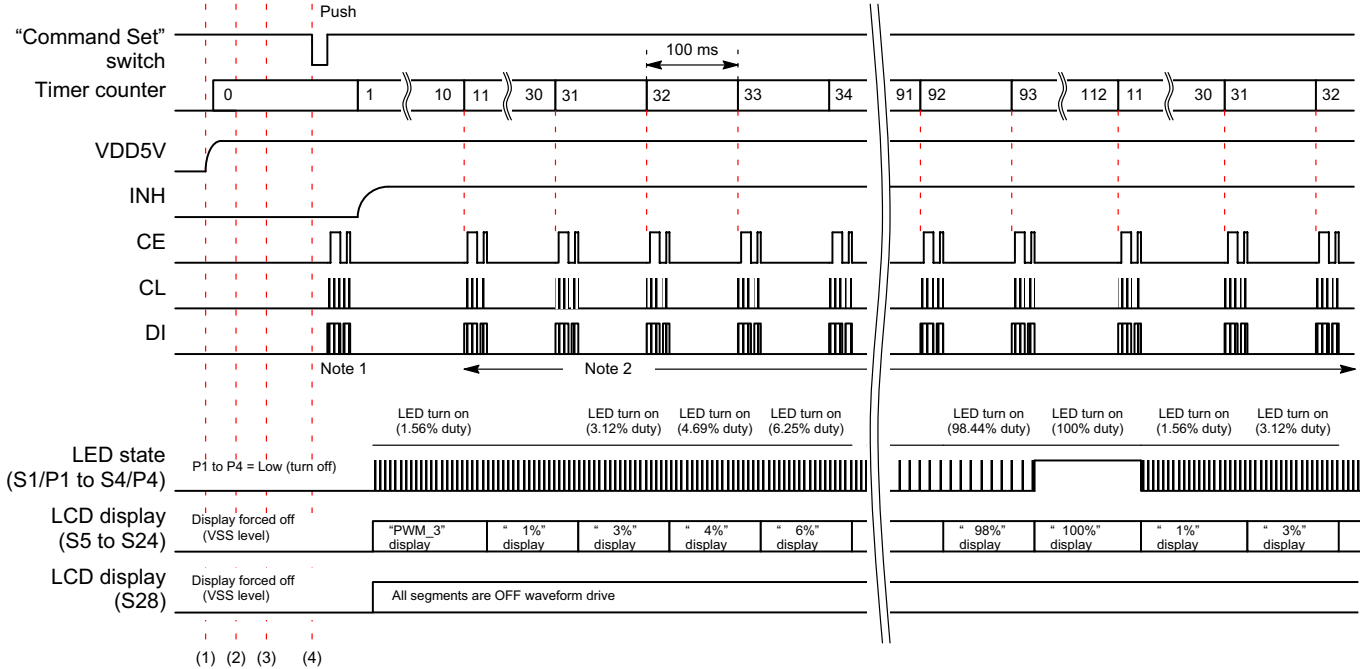 Push
“Command Set”
switch
100 ms
Timer counter
0 1 10 11 30 31 32 33 34 91 92 93 112 11 30 31 32
VDD5V
INH
CE
CL
DI
Note 1 Note 2
LED turn on LED turn on LED turn on LED turn on LED turn on LED turn on LED turn on LED turn on
(1.56% duty) (3.12% duty) (4.69% duty) (6.25% duty) (98.44% duty) (100% duty) (1.56% duty) (3.12% duty)
LED state
(S1/P1 to S4/P4)
P1 to P4 = Low (turn off)
LCD display
(S5 to S24)
Display forced off
(VSS level)
“PWM_3” “ 1%” “ 3%” “ 4%” “ 6%” “ 98%” “ 100%” “ 1%” “ 3%”
display display display display display display display display display
LCD display
(S28)
Display forced off
(VSS level)
All segments are OFF waveform drive
(1) (2) (3) (4)